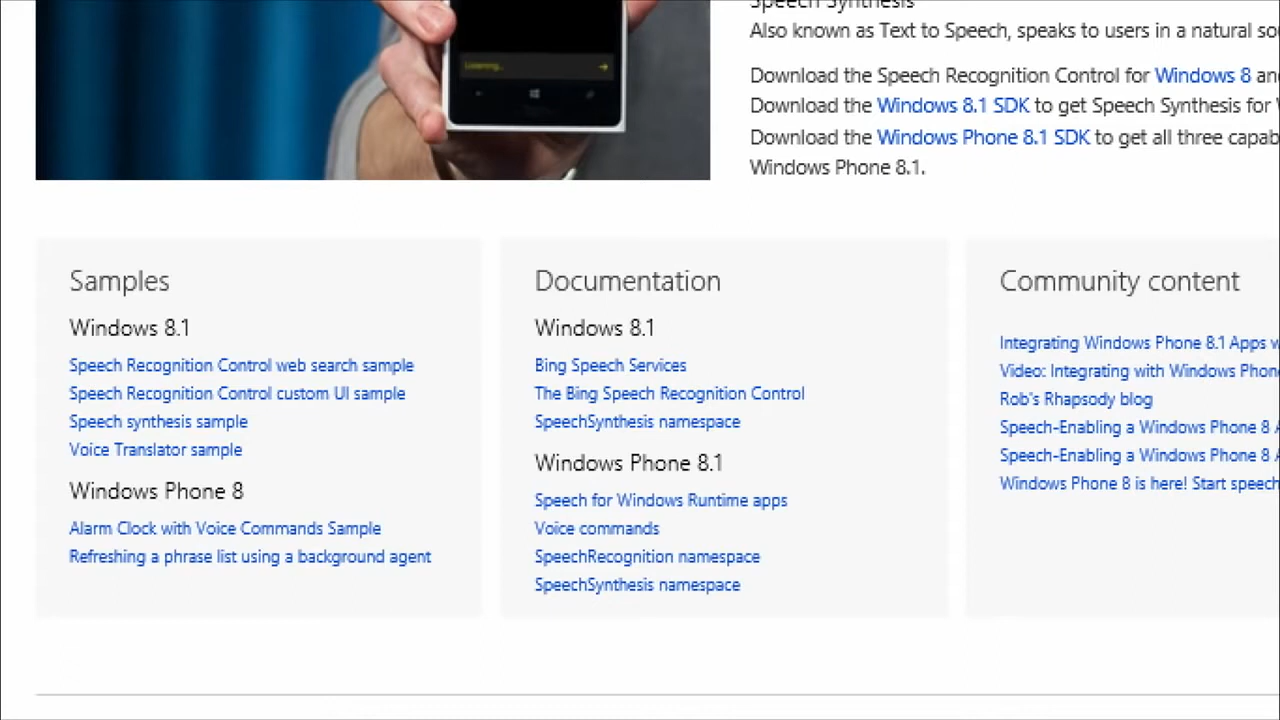 Speech Synthesis
Also known as Text to Speech, speaks to users in a natural
Download the Speech Recognition Control for Windows 8 and
Download the Windows 8.1 SDK to get Speech Synthesis for
Download the Windows Phone 8.1 SDK to get all three
Windows Phone 8.1.
Listening...
Samples
Windows 8.1
Speech Recognition Control web search sample
Speech Recognition Control custom UI sample
Speech synthesis sample
Voice Translator sample
Windows Phone 8
Alarm Clock with Voice Commands Sample
Refreshing a phrase list using a background agent
Documentation
Windows 8.1
Bing Speech Services
The Bing Speech Recognition Control
SpeechSynthesis namespace
Windows Phone 8.1
Speech for Windows Runtime apps
Voice commands
SpeechRecognition namespace
SpeechSynthesis namespace
Community content
Integrating Windows Phone 8.1 Apps
Video: Integrating with Windows Phone
Rob's Rhapsody blog
Speech-Enabling a Windows Phone 8
Speech-Enabling a Windows Phone 8
Windows Phone 8 is here! Start speech